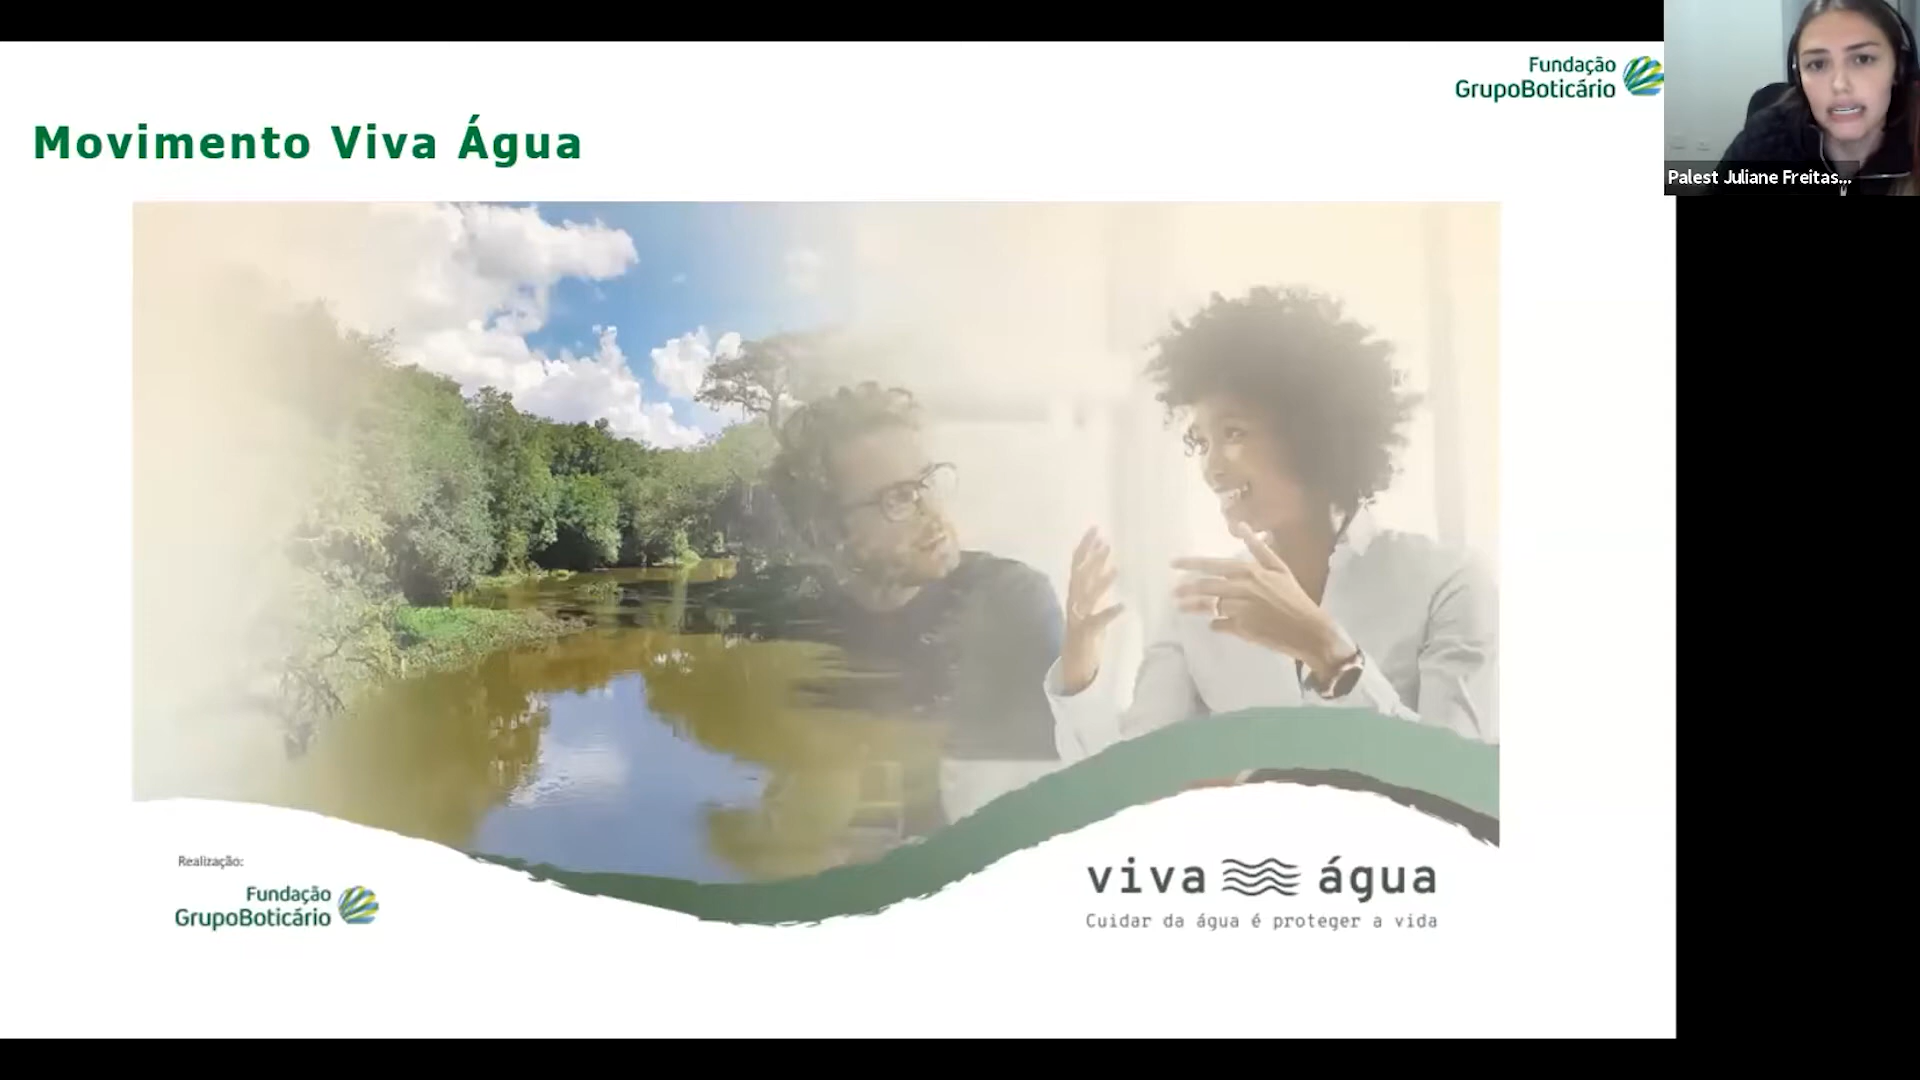 Fundação
GrupoBoticário
Movimento Viva Água
Palest Juliane Freitas...
Realização:
Fundação
GrupoBoticário
viva água
Cuidar da água é proteger a vida